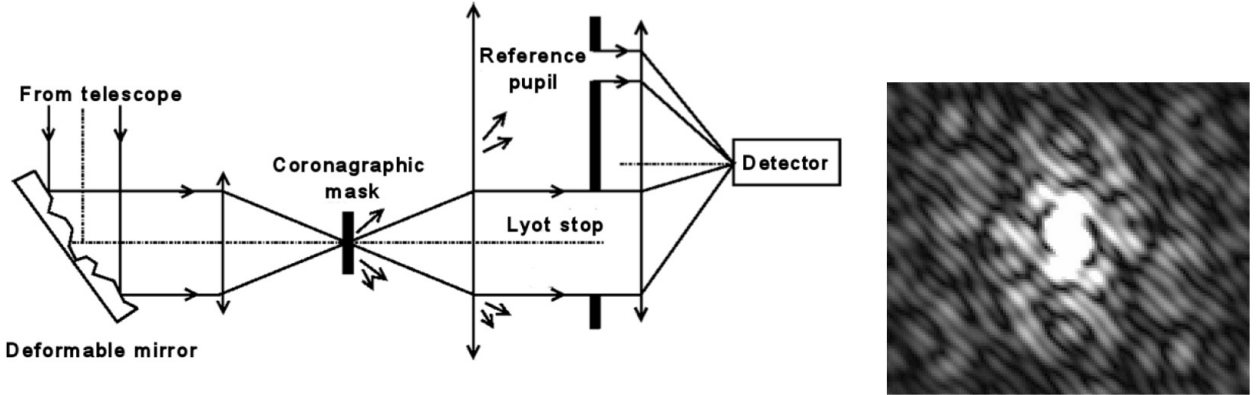 From telescope
Deformable mirror
Coronagraphic
mask
Reference
pupil
Lyot stop
Detector